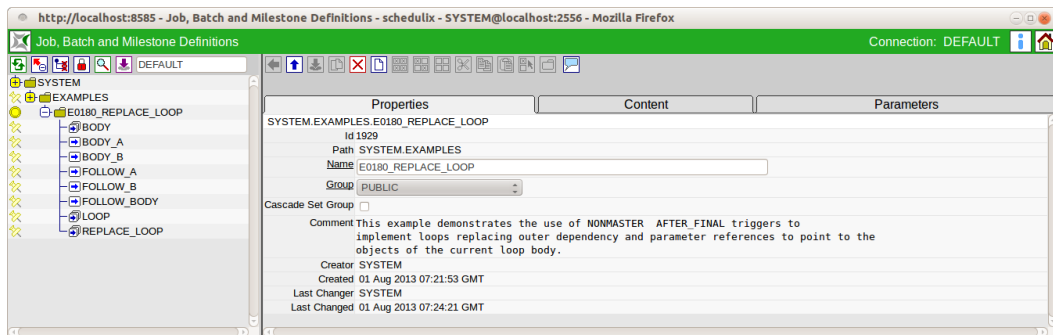 http://localhost:8585 - Job, Batch and Milestone Definitions - schedulix - SYSTEM@localhost:2556 - Mozilla Firefox
Job, Batch and Milestone Definitions
Connection: DEFAULT
DEFAULT
SYSTEM
EXAMPLES
E0180_REPLACE_LOOP
BODY
BODY_A
BODY_B
FOLLOW_A
FOLLOW_B
FOLLOW_BODY
LOOP
REPLACE_LOOP
Properties
Content
Parameters
SYSTEM.EXAMPLES.E0180_REPLACE_LOOP
Id 1929
Path SYSTEM.EXAMPLES
Name E0180_REPLACE_LOOP
Group PUBLIC
Cascade Set Group
Comment This example demonstrates the use of NONMASTER AFTER_FINAL triggers to
implement loops replacing outer dependency and parameter references to point to the
objects of the current loop body.
Creator SYSTEM
Created 01 Aug 2013 07:21:53 GMT
Last Changer SYSTEM
Last Changed 01 Aug 2013 07:24:21 GMT